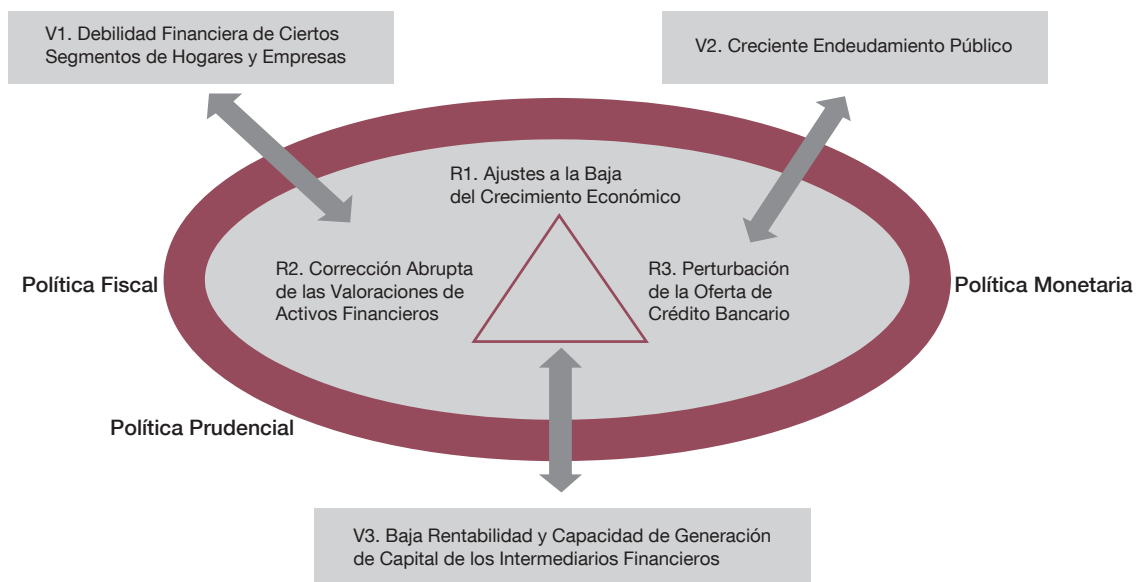 V1. Debilidad Financiera de Ciertos
Segmentos de Hogares y Empresas
V2. Creciente Endeudamiento Público
R1. Ajustes a la Baja
del Crecimiento Económico
R2. Corrección Abrupta
de las Valoraciones de
Activos Financieros
R3. Perturbación
de la Oferta de
Crédito Bancario
Política Fiscal
Política Monetaria
Política Prudencial
V3. Baja Rentabilidad y Capacidad de Generación
de Capital de los Intermediarios Financieros